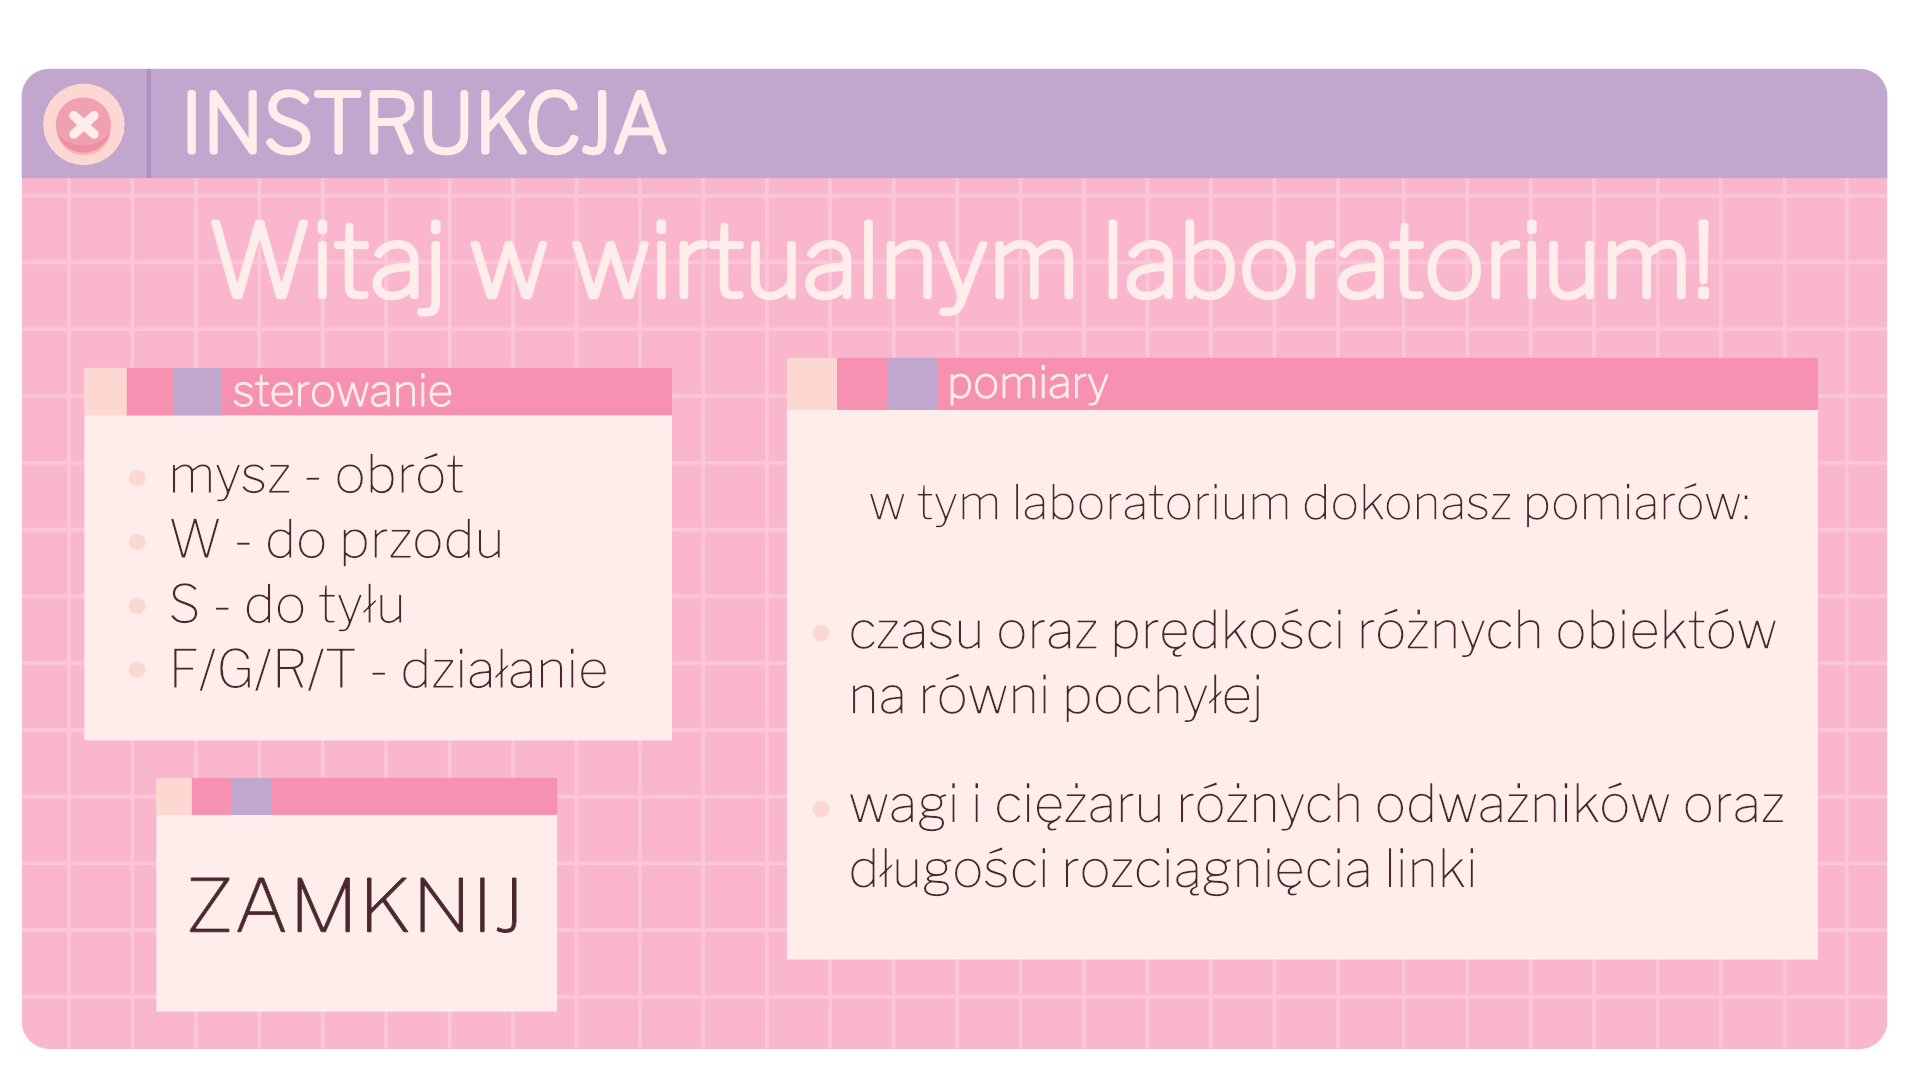 INSTRUKCJA
Witaj w wirtualnym laboratorium!
sterowanie
mysz - obrót
W - do przodu
S - do tyłu
F/G/R/T - działanie
ZAMKNIJ
pomiary
w tym laboratorium dokonasz pomiarów:
czasu oraz prędkości różnych obiektów
na równi pochyłej
wagi i ciężaru różnych odważników oraz
długości rozciągnięcia linki